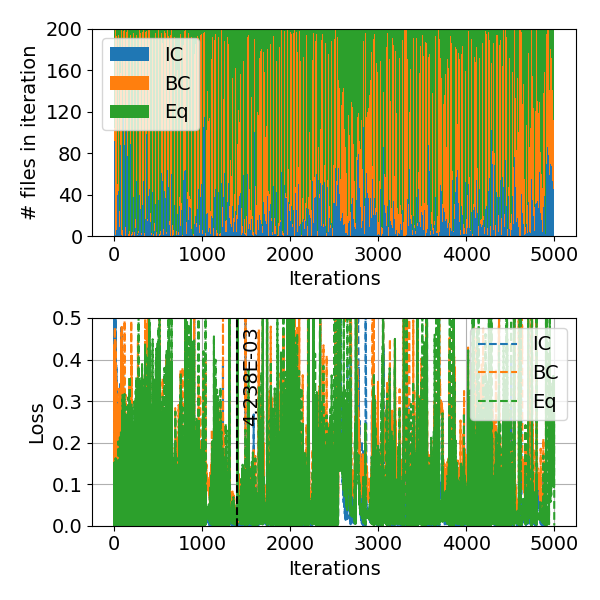 200
160
120
80
40
0
# files in iteration
IC
BC
Eq
0 1000 2000 3000 4000 5000
Iterations
0.5
0.4
0.3
0.2
0.1
0.0
Loss
4.238E-03
IC
BC
Eq
0 1000 2000 3000 4000 5000
Iterations